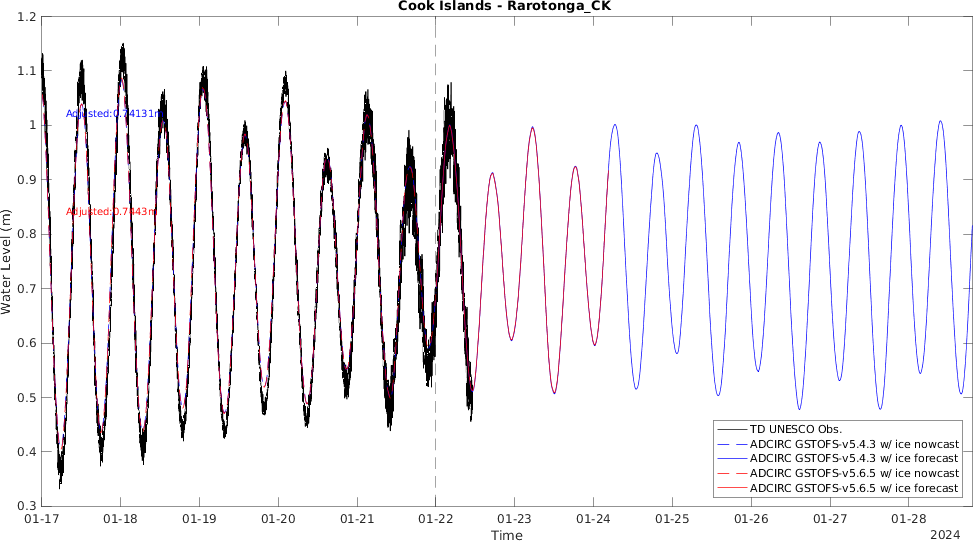 Cook Islands - Rarotonga_CK
1.2
1.1
1
0.9
0.8
0.7
0.6
0.5
0.4
0.3
Water Level (m)
Adjusted:0.74131m
Adjusted:0.7443m
TD UNESCO Obs.
ADCIRC GSTOFS-v5.4.3 w/ ice nowcast
ADCIRC GSTOFS-v5.4.3 w/ ice forecast
ADCIRC GSTOFS-v5.6.5 w/ ice nowcast
ADCIRC GSTOFS-v5.6.5 w/ ice forecast
01-17 01-18 01-19 01-20 01-21 01-22 01-23 01-24 01-25 01-26 01-27 01-28
Time
2024